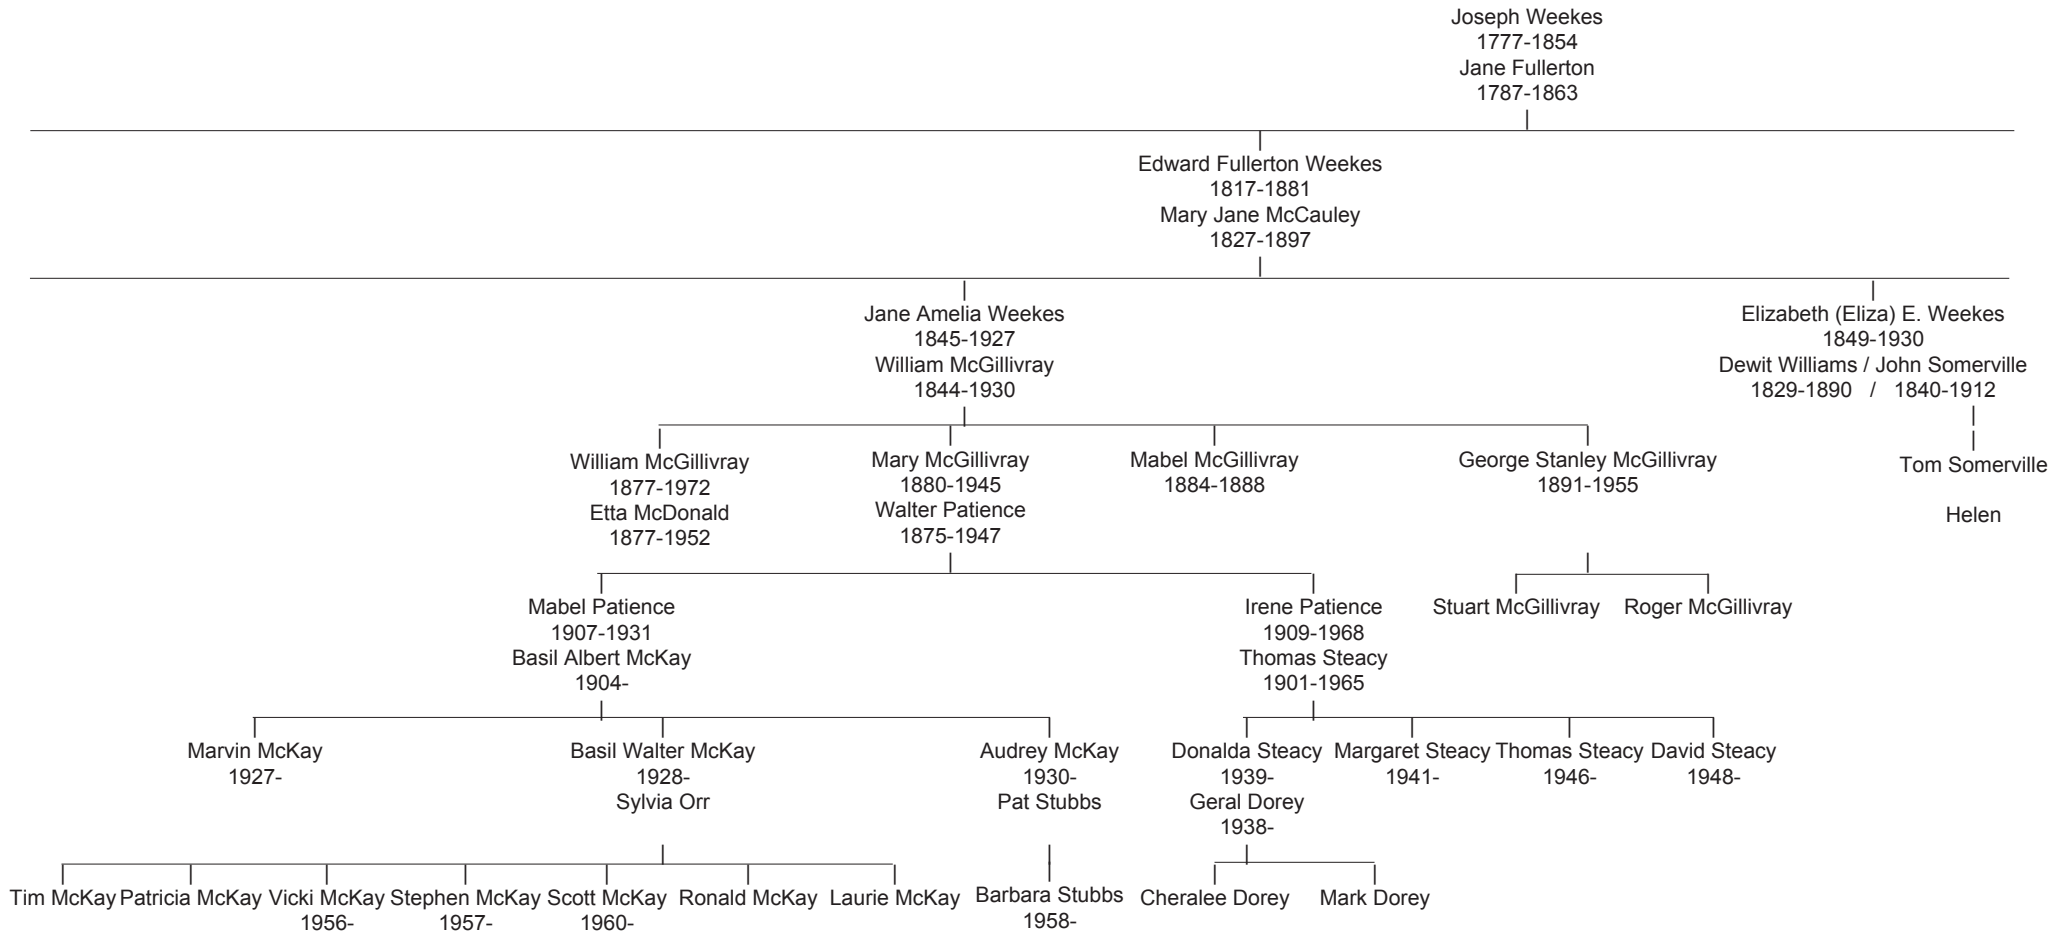 Joseph Weekes
1777-1854
Jane Fullerton
1787-1863
Edward Fullerton Weekes
1817-1881
Mary Jane McCauley
1827-1897
Jane Amelia Weekes
1845-1927
William McGillivray
1844-1930
Elizabeth (Eliza) E. Weekes
1849-1930
Dewit Williams / John Somerville
1829-1890 / 1840-1912
William McGillivray
1877-1972
Etta McDonald
1877-1952
Mary McGillivray
1880-1945
Walter Patience
1875-1947
Mabel McGillivray
1884-1888
George Stanley McGillivray
1891-1955
Tom Somerville
Helen
Mabel Patience
1907-1931
Basil Albert McKay
1904-
Irene Patience
1909-1968
Thomas Steacy
1901-1965
Stuart McGillivray
Roger McGillivray
Marvin McKay
1927-
Basil Walter McKay
1928-
Sylvia Orr
Audrey McKay
1930-
Pat Stubbs
Donalda Steacy
1939-
Geral Dorey
1938-
Margaret Steacy
1941-
Thomas Steacy
1946-
David Steacy
1948-
Tim McKay
Patricia McKay
Vicki McKay
1956-
Stephen McKay
1957-
Scott McKay
1960-
Ronald McKay
Laurie McKay
Barbara Stubbs
1958-
Cheralee Dorey
Mark Dorey